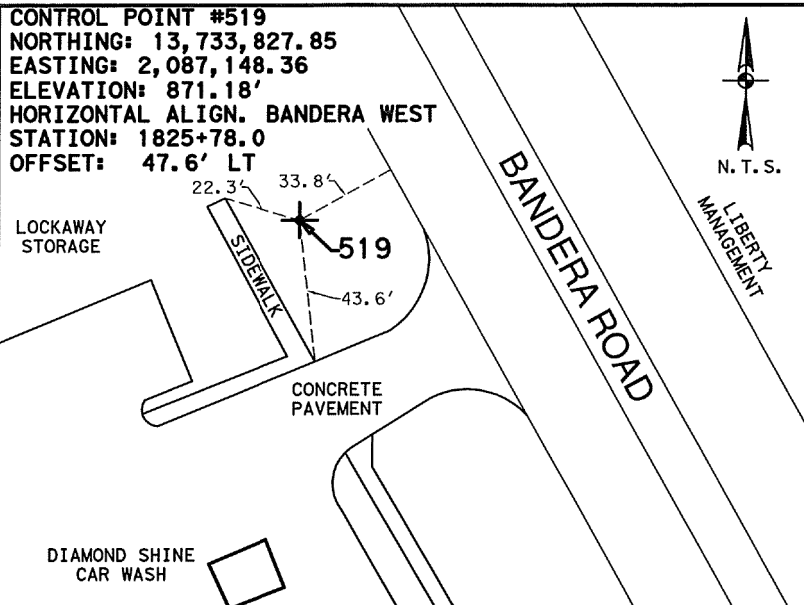 CONTROL POINT #519
NORTHING: 13,733,827.85
EASTING: 2,087,148.36
ELEVATION: 871.18'
HORIZONTAL ALIGN. BANDERA WEST
STATION: 1825+78.0
OFFSET: 47.6' LT
N.T.S.
22.3'
33.8'
LOCKAWAY
STORAGE
SIDEWALK
519
43.6'
BANDERA ROAD
LIBERTY
MANAGEMENT
CONCRETE
PAVEMENT
DIAMOND SHINE
CAR WASH